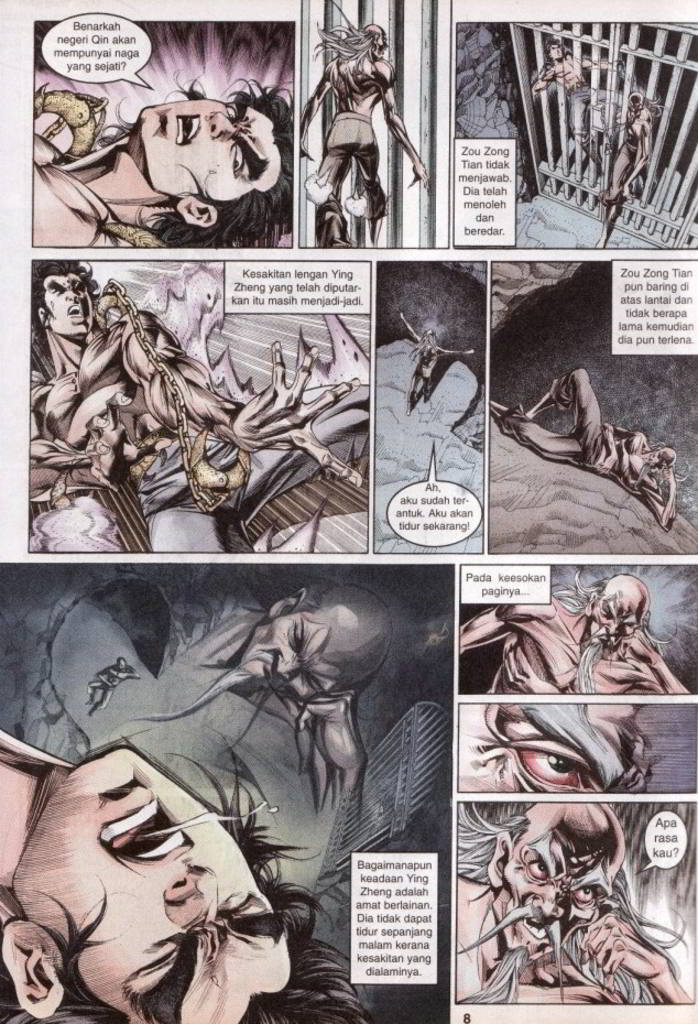 Benarkah
negeri Qin akan
mempunyai naga
yang sejati?
Zou Zong
Tian tidak
menjawab.
Dia telah
menoleh
dan
beredar.
Kesakitan lengan Ying
Zheng yang telah diputar-
kan itu masih menjadi-jadi.
Ah,
aku sudah ter-
antuk. Aku akan
tidur sekarang!
Zou Zong Tian
pun baring di
atas lantai dan
tidak berapa
lama kemudian
dia pun terlena.
Bagaimanapun
keadaan Ying
Zheng adalah
amat berlainan.
Dia tidak dapat
tidur sepanjang
malam kerana
kesakitan yang
dialaminya.
Pada keesokan
paginya...
Apa
rasa
kau?
8